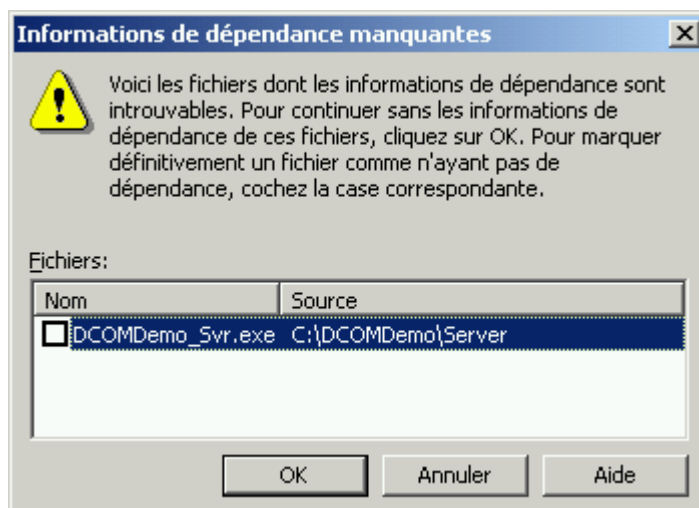 Informations de dépendance manquantes
Voici les fichiers dont les informations de dépendance sont
introuvables. Pour continuer sans les informations de
dépendance de ces fichiers, cliquez sur OK. Pour marquer
définitivement un fichier comme n'ayant pas de
dépendance, cochez la case correspondante.
Fichiers:
Nom Source
DCOMDemo_Svr.exe C:\DCOMDemo\Server
OK Annuler Aide